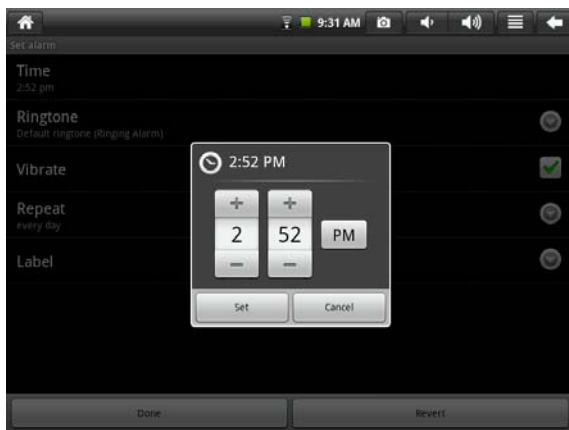 9:31 AM
Set alarm
Time
2:52 pm
Ringtone
Default ringtone (Ringing Alarm)
Vibrate
Repeat
every day
Label
2:52 PM
+ +
2 52 PM
− −
Set Cancel
Done Revert